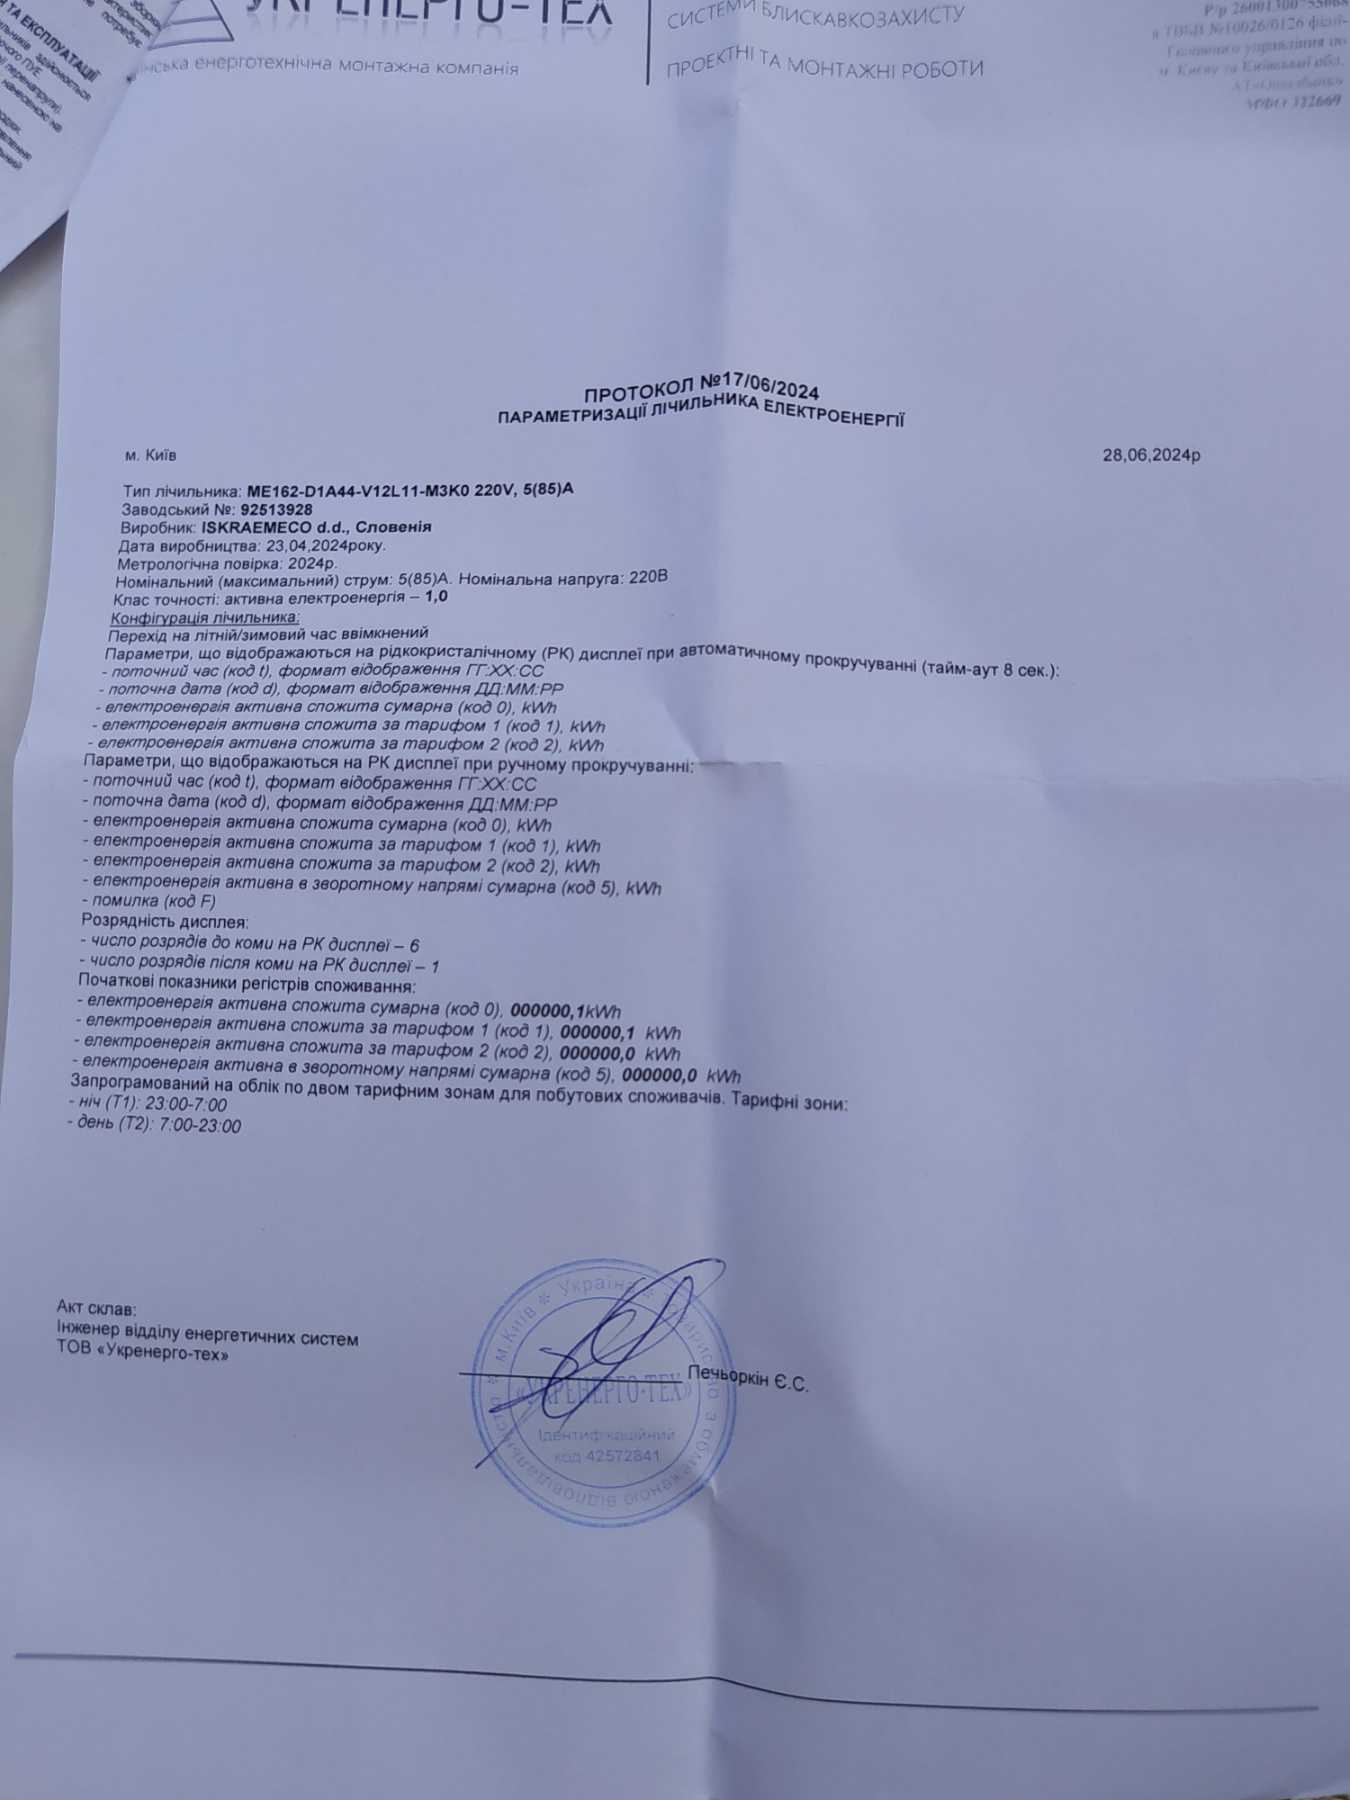 ТА ЕКСПЛУАТАЦІЇ
УКРЕНЕРГО-ТЕХ
енерготехнічна монтажна компанія
СИСТЕМИ БЛИСКАВКОЗАХИСТУ
ПРОЕКТНІ ТА МОНТАЖНІ РОБОТИ
Р/р
в ТВБВ №10026/0126 філії-
Головного управління по
м. Києву та Київській обл.
МФО 322669
ПРОТОКОЛ №17/06/2024
ПАРАМЕТРИЗАЦІЇ ЛІЧИЛЬНИКА ЕЛЕКТРОЕНЕРГІЇ
м. Київ 28,06,2024р
Тип лічильника: ME162-D1A44-V12L11-M3K0 220V, 5(85)A
Заводський №: 92513928
Виробник: ISKRAEMECO d.d., Словенія
Дата виробництва: 23,04,2024року.
Метрологічна повірка: 2024р.
Номінальний (максимальний) струм: 5(85)А. Номінальна напруга: 220В
Клас точності: активна електроенергія – 1,0
Конфігурація лічильника:
Перехід на літній/зимовий час ввімкнений
Параметри, що відображаються на рідкокристалічному (РК) дисплеї при автоматичному прокручуванні (тайм-аут 8 сек.):
- поточний час (код t), формат відображення ГГ:ХХ:СС
- поточна дата (код d), формат відображення ДД:ММ:РР
- електроенергія активна спожита сумарна (код 0), kWh
- електроенергія активна спожита за тарифом 1 (код 1), kWh
- електроенергія активна спожита за тарифом 2 (код 2), kWh
Параметри, що відображаються на РК дисплеї при ручному прокручуванні:
- поточний час (код t), формат відображення ГГ:ХХ:СС
- поточна дата (код d), формат відображення ДД:ММ:РР
- електроенергія активна спожита сумарна (код 0), kWh
- електроенергія активна спожита за тарифом 1 (код 1), kWh
- електроенергія активна спожита за тарифом 2 (код 2), kWh
- електроенергія активна в зворотному напрямі сумарна (код 5), kWh
- помилка (код F)
Розрядність дисплея:
- число розрядів до коми на РК дисплеї – 6
- число розрядів після коми на РК дисплеї – 1
Початкові показники регістрів споживання:
- електроенергія активна спожита сумарна (код 0), 000000,1kWh
- електроенергія активна спожита за тарифом 1 (код 1), 000000,1 kWh
- електроенергія активна спожита за тарифом 2 (код 2), 000000,0 kWh
- електроенергія активна в зворотному напрямі сумарна (код 5), 000000,0 kWh
Запрограмований на облік по двом тарифним зонам для побутових споживачів. Тарифні зони:
- ніч (Т1): 23:00-7:00
- день (Т2): 7:00-23:00
Акт склав:
Інженер відділу енергетичних систем
ТОВ «Укренерго-тех»
Печьоркін Є.С.
Україна * Товариство з обмеженою відповідальністю * м.Київ *
«УКРЕНЕРГО-ТЕХ»
Ідентифікаційний
код 42572841